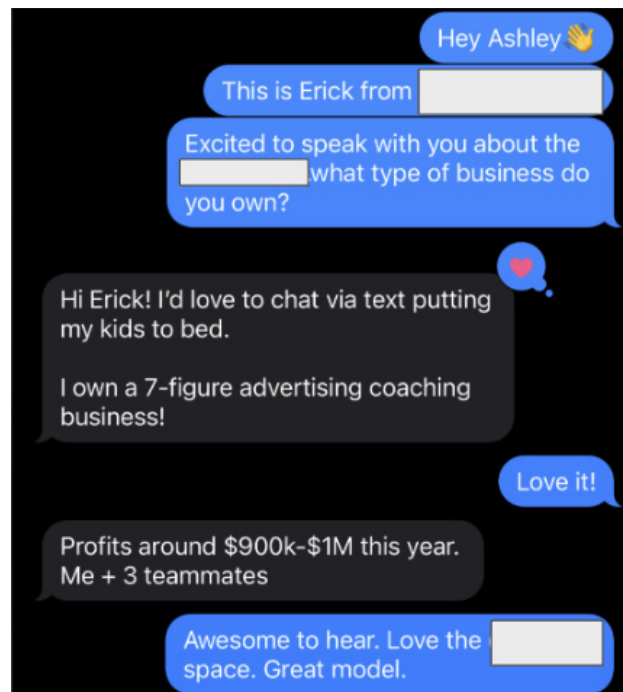 Hey Ashley👋
This is Erick from
Excited to speak with you about the
what type of business do
you own?
Hi Erick! I'd love to chat via text putting
my kids to bed.
I own a 7-figure advertising coaching
business!
Love it!
Profits around $900k-$1M this year.
Me + 3 teammates
Awesome to hear. Love the
space. Great model.